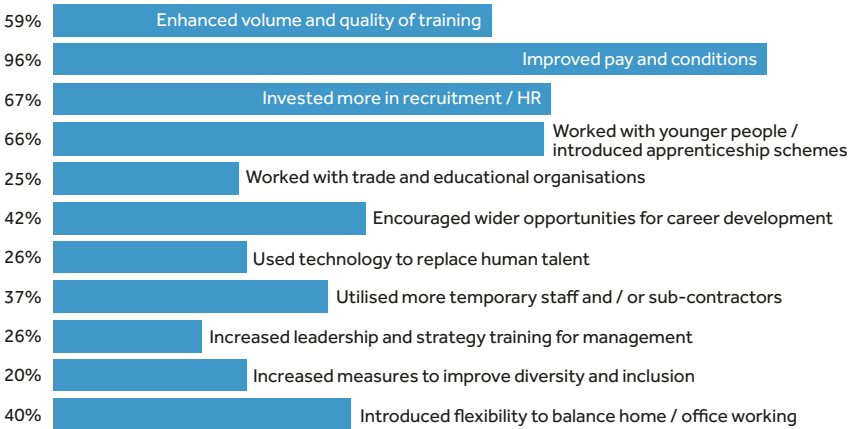 59% Enhanced volume and quality of training
96% Improved pay and conditions
67% Invested more in recruitment / HR
66% Worked with younger people /
introduced apprenticeship schemes
25% Worked with trade and educational organisations
42% Encouraged wider opportunities for career development
26% Used technology to replace human talent
37% Utilised more temporary staff and / or sub-contractors
26% Increased leadership and strategy training for management
20% Increased measures to improve diversity and inclusion
40% Introduced flexibility to balance home / office working